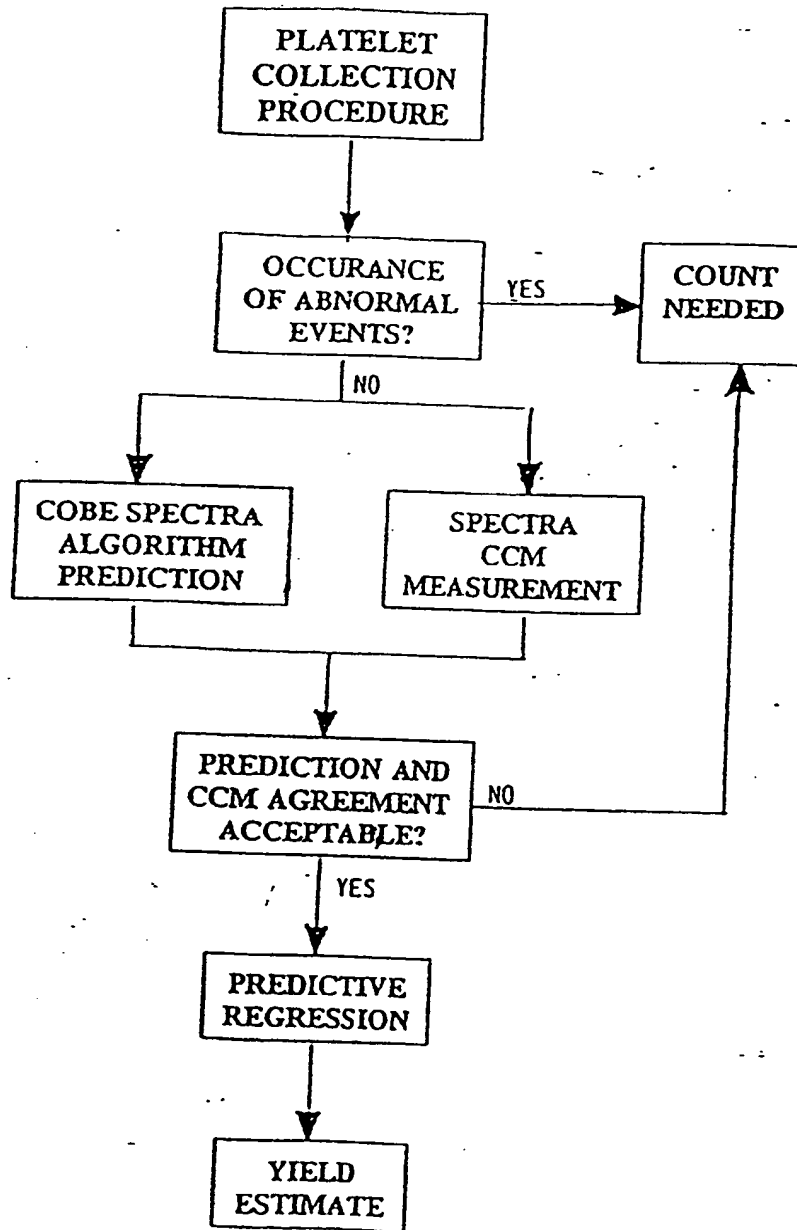 PLATELET
COLLECTION
PROCEDURE
OCCURANCE
OF ABNORMAL
EVENTS?
YES
COUNT
NEEDED
NO
COBE SPECTRA
ALGORITHM
PREDICTION
SPECTRA
CCM
MEASUREMENT
PREDICTION AND
CCM AGREEMENT
ACCEPTABLE?
NO
YES
PREDICTIVE
REGRESSION
YIELD
ESTIMATE